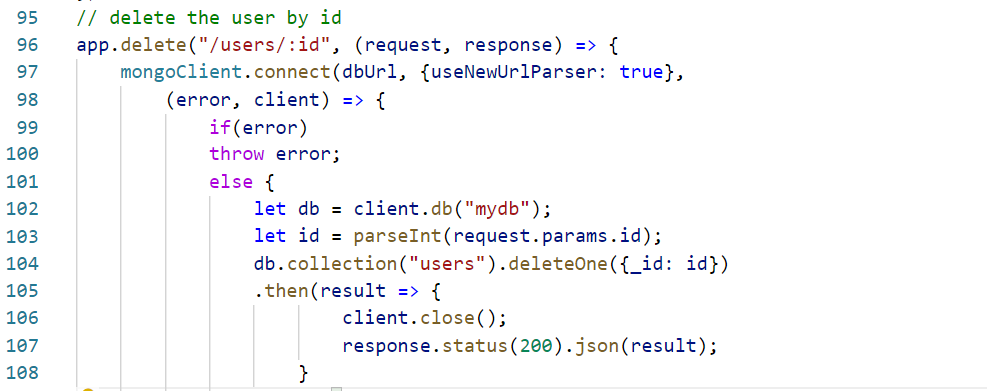 95 // delete the user by id
96 app.delete("/users/:id", (request, response) => {
97 mongoClient.connect(dbUrl, {useNewUrlParser: true},
98 (error, client) => {
99 if(error)
100 throw error;
101 else {
102 let db = client.db("mydb");
103 let id = parseInt(request.params.id);
104 db.collection("users").deleteOne({_id: id})
105 .then(result => {
106 client.close();
107 response.status(200).json(result);
108 }